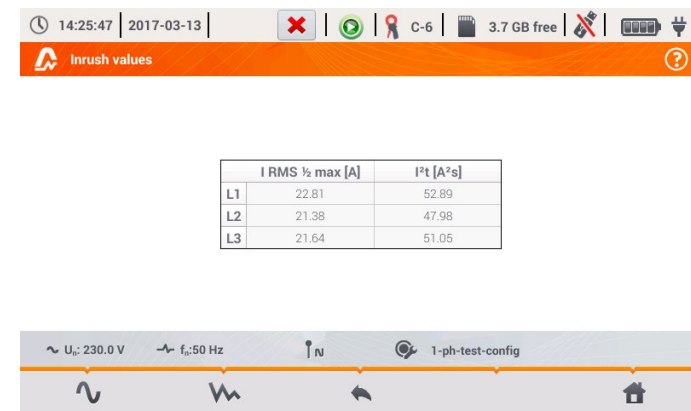 14:25:47 2017-03-13 C-6 3.7 GB free
Inrush values ?
I RMS ½ max [A] I²t [A²s]
L1 22.81 52.89
L2 21.38 47.98
L3 21.64 51.05
Uₙ: 230.0 V fₙ:50 Hz N 1-ph-test-config